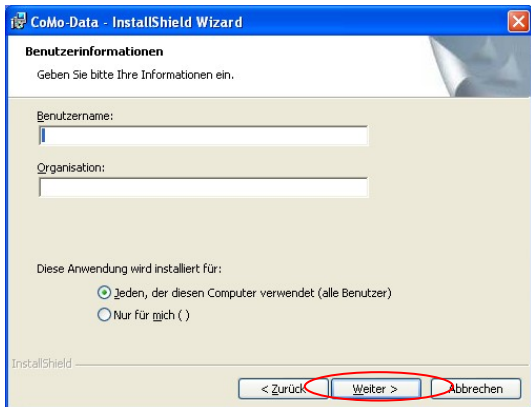 CoMo-Data - InstallShield Wizard
Benutzerinformationen
Geben Sie bitte Ihre Informationen ein.
Benutzername:
Organisation:
Diese Anwendung wird installiert für:
Jeden, der diesen Computer verwendet (alle Benutzer)
Nur für mich ( )
InstallShield
< Zurück
Weiter >
Abbrechen